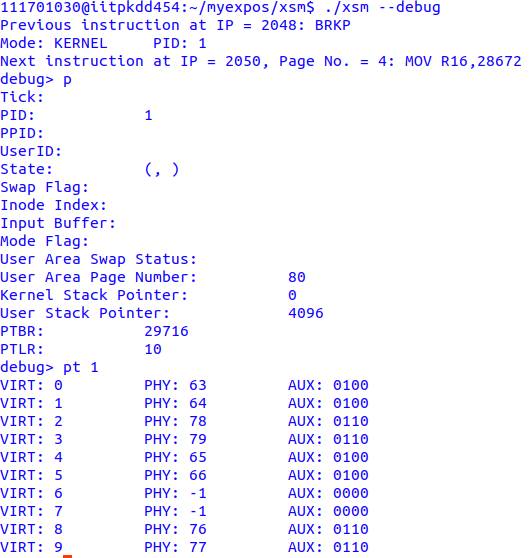 111701030@iitpkdd454:~/myexpos/xsm$ ./xsm --debug
Previous instruction at IP = 2048: BRKP
Mode: KERNEL PID: 1
Next instruction at IP = 2050, Page No. = 4: MOV R16,28672
debug> p
Tick:
PID: 1
PPID:
UserID:
State: (, )
Swap Flag:
Inode Index:
Input Buffer:
Mode Flag:
User Area Swap Status:
User Area Page Number: 80
Kernel Stack Pointer: 0
User Stack Pointer: 4096
PTBR: 29716
PTLR: 10
debug> pt 1
VIRT: 0 PHY: 63 AUX: 0100
VIRT: 1 PHY: 64 AUX: 0100
VIRT: 2 PHY: 78 AUX: 0110
VIRT: 3 PHY: 79 AUX: 0110
VIRT: 4 PHY: 65 AUX: 0100
VIRT: 5 PHY: 66 AUX: 0100
VIRT: 6 PHY: -1 AUX: 0000
VIRT: 7 PHY: -1 AUX: 0000
VIRT: 8 PHY: 76 AUX: 0110
VIRT: 9 PHY: 77 AUX: 0110